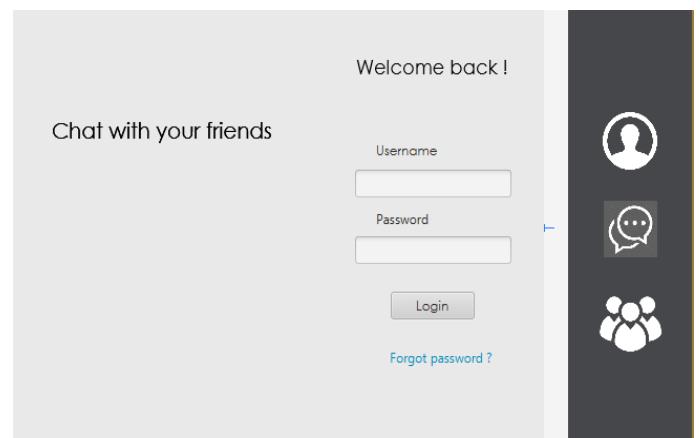 Welcome back !
Chat with your friends
Username
Password
Login
Forgot password ?